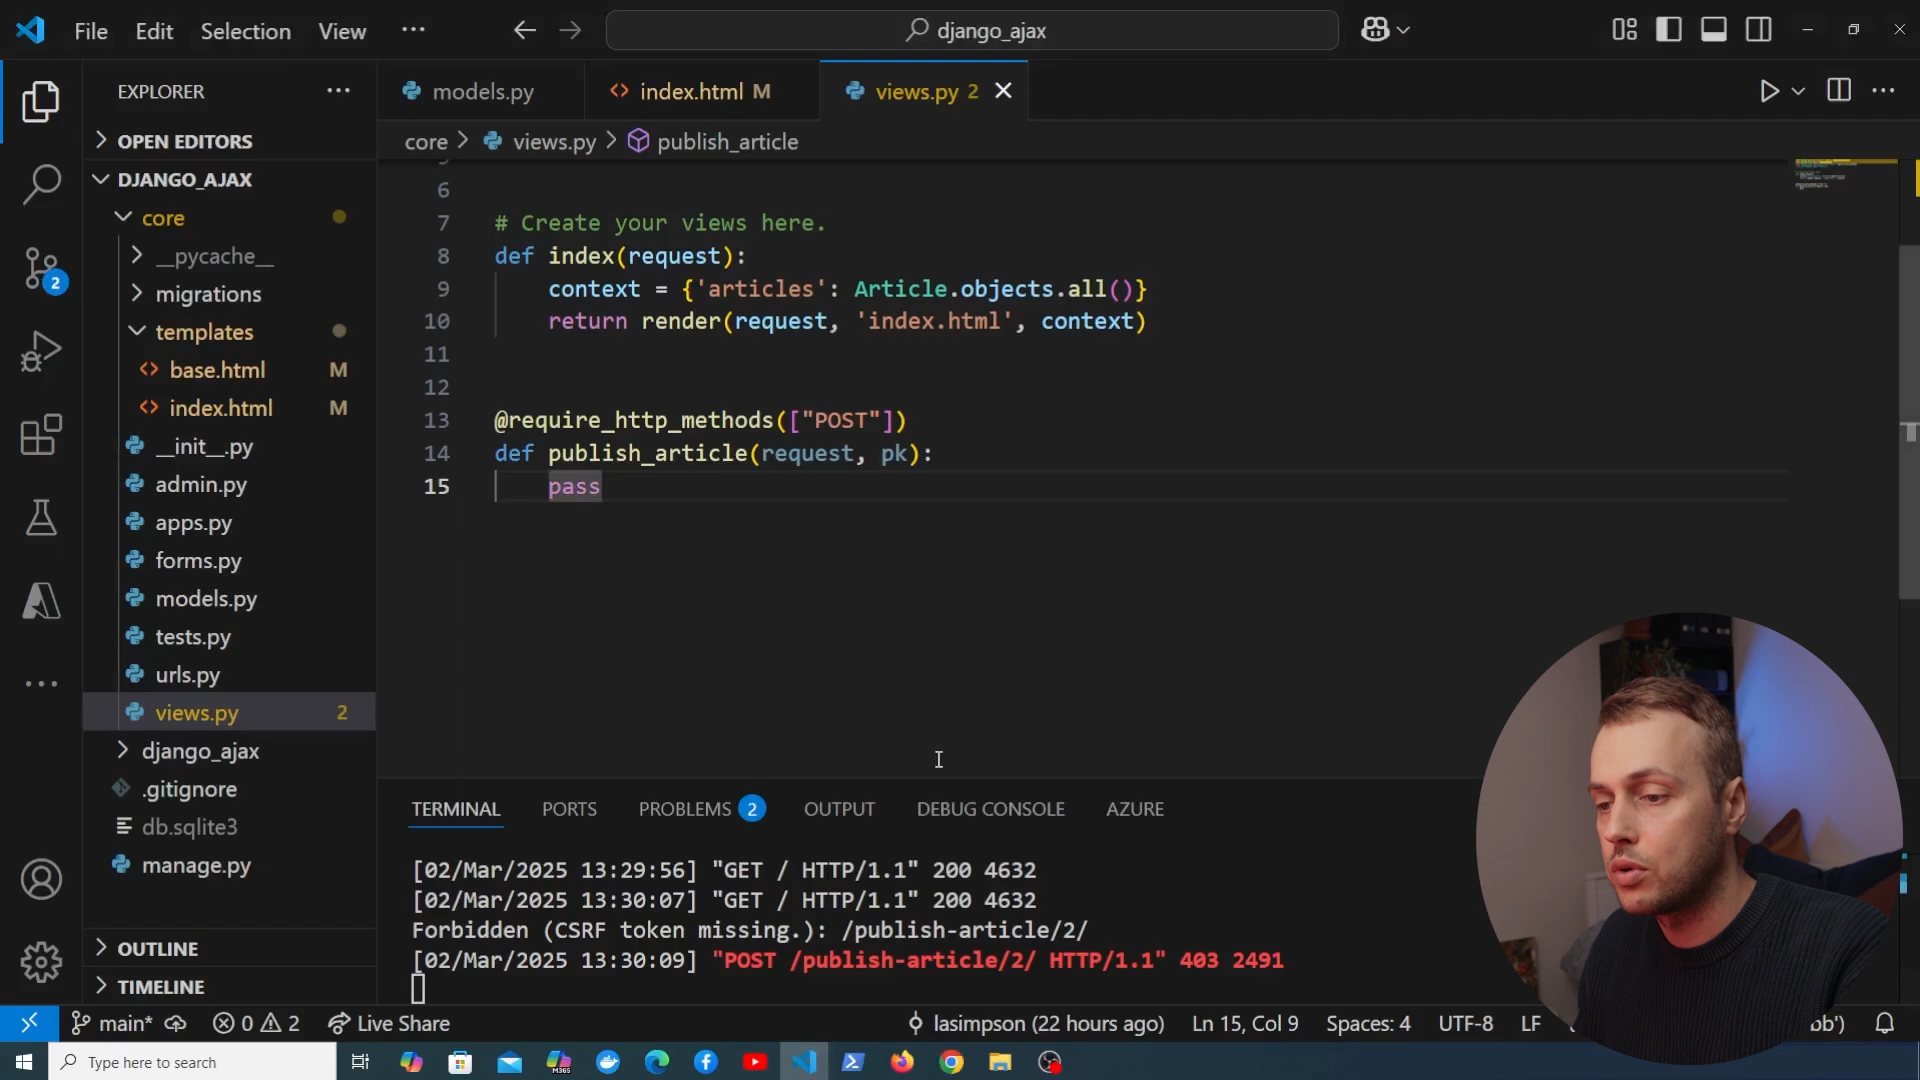 File Edit Selection View ··· django_ajax
EXPLORER ···
OPEN EDITORS
DJANGO_AJAX
core
__pycache__
migrations
templates
base.html M
index.html M
__init__.py
admin.py
apps.py
forms.py
models.py
tests.py
urls.py
views.py 2
django_ajax
.gitignore
db.sqlite3
manage.py
OUTLINE
TIMELINE
2
models.py index.html M views.py 2
core > views.py > publish_article
6
7 # Create your views here.
8 def index(request):
9 context = {'articles': Article.objects.all()}
10 return render(request, 'index.html', context)
11
12
13 @require_http_methods(["POST"])
14 def publish_article(request, pk):
15 pass
TERMINAL PORTS PROBLEMS 2 OUTPUT DEBUG CONSOLE AZURE
[02/Mar/2025 13:29:56] "GET / HTTP/1.1" 200 4632
[02/Mar/2025 13:30:07] "GET / HTTP/1.1" 200 4632
Forbidden (CSRF token missing.): /publish-article/2/
[02/Mar/2025 13:30:09] "POST /publish-article/2/ HTTP/1.1" 403 2491
main* 0 2 Live Share lasimpson (22 hours ago) Ln 15, Col 9 Spaces: 4 UTF-8 LF
Type here to search